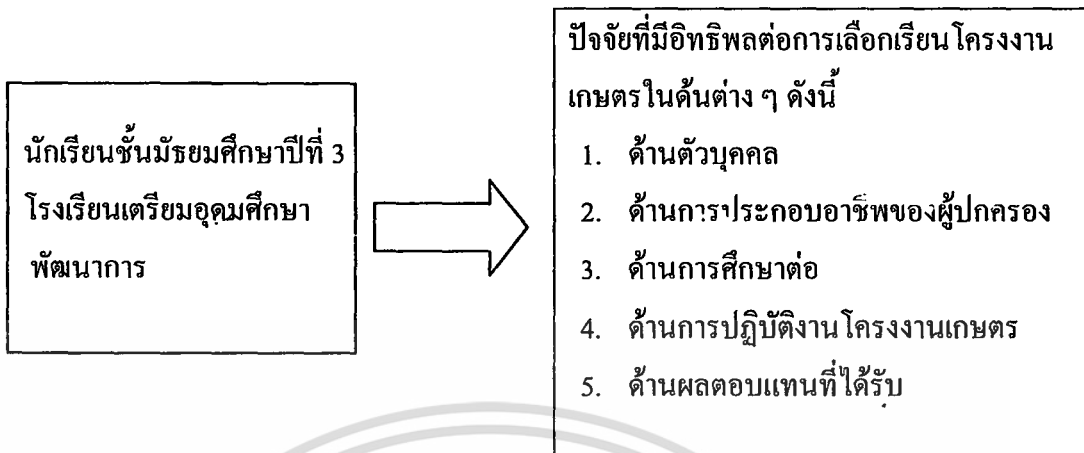 นักเรียนชั้นมัธยมศึกษาปีที่ 3
โรงเรียนเตรียมอุดมศึกษา
พัฒนาการ
ปัจจัยที่มีอิทธิพลต่อการเลือกเรียนโครงงาน
เกษตรในด้นต่าง ๆ ดังนี้
1. ด้านตัวบุคคล
2. ด้านการประกอบอาชีพของผู้ปกครอง
3. ด้านการศึกษาต่อ
4. ด้านการปฏิบัติงานโครงงานเกษตร
5. ด้านผลตอบแทนที่ได้รับ